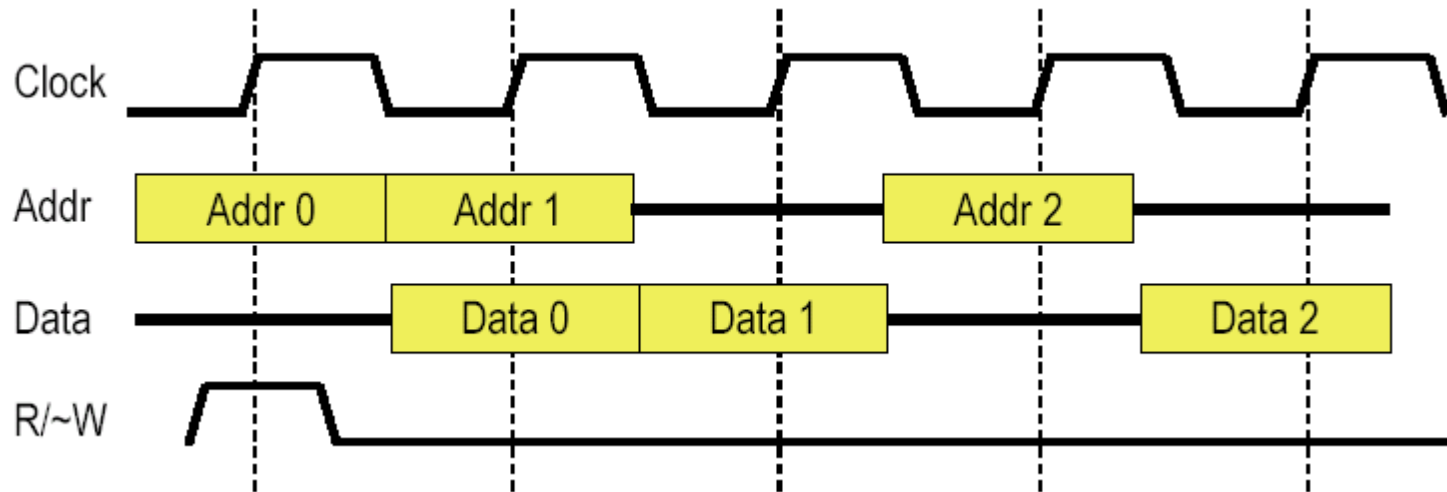 Clock
Addr Addr 0 Addr 1 Addr 2
Data Data 0 Data 1 Data 2
R/~W